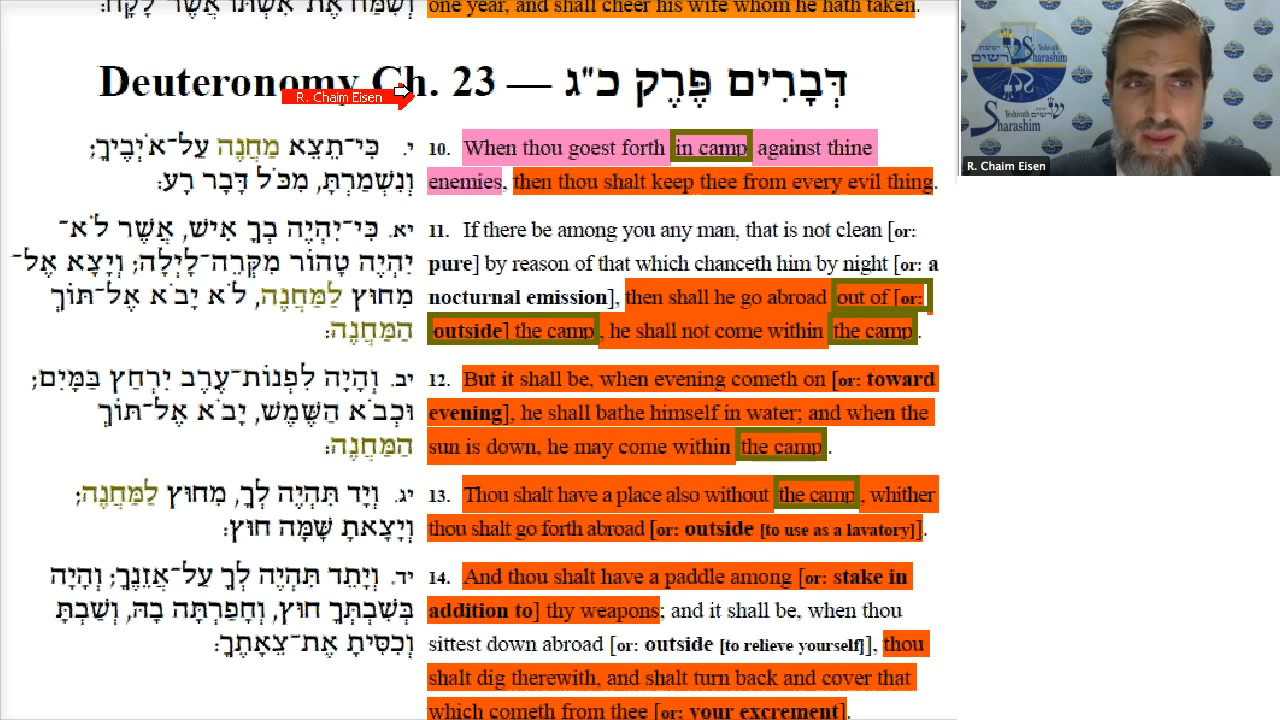 וְשִׂמַּח אֶת־אִשְׁתּוֹ אֲשֶׁר־לָקָח: one year, and shall cheer his wife whom he hath taken.
Deuteronomy Ch. 23 — דְּבָרִים פֶּרֶק כ"ג
R. Chaim Eisen
י. כִּי־תֵצֵא מַחֲנֶה עַל־אֹיְבֶיךָ;
וְנִשְׁמַרְתָּ, מִכֹּל דָּבָר רָע:
10. When thou goest forth in camp against thine
enemies, then thou shalt keep thee from every evil thing.
יא. כִּי־יִהְיֶה בְךָ אִישׁ, אֲשֶׁר לֹא־
יִהְיֶה טָהוֹר מִקְּרֵה־לָיְלָה; וְיָצָא אֶל־
מִחוּץ לַמַּחֲנֶה, לֹא יָבֹא אֶל־תּוֹךְ
הַמַּחֲנֶה:
11. If there be among you any man, that is not clean [or:
pure] by reason of that which chanceth him by night [or: a
nocturnal emission], then shall he go abroad out of [or:
outside] the camp, he shall not come within the camp.
יב. וְהָיָה לִפְנוֹת־עֶרֶב יִרְחַץ בַּמָּיִם;
וּכְבֹא הַשֶּׁמֶשׁ, יָבֹא אֶל־תּוֹךְ
הַמַּחֲנֶה:
12. But it shall be, when evening cometh on [or: toward
evening], he shall bathe himself in water; and when the
sun is down, he may come within the camp.
יג. וְיָד תִּהְיֶה לְךָ, מִחוּץ לַמַּחֲנֶה;
וְיָצָאתָ שָּׁמָּה חוּץ:
13. Thou shalt have a place also without the camp, whither
thou shalt go forth abroad [or: outside [to use as a lavatory]].
יד. וְיָתֵד תִּהְיֶה לְךָ עַל־אֲזֵנֶךָ; וְהָיָה
בְּשִׁבְתְּךָ חוּץ, וְחָפַרְתָּה בָהּ, וְשַׁבְתָּ
וְכִסִּיתָ אֶת־צֵאָתֶךָ:
14. And thou shalt have a paddle among [or: stake in
addition to] thy weapons; and it shall be, when thou
sittest down abroad [or: outside [to relieve yourself]], thou
shalt dig therewith, and shalt turn back and cover that
which cometh from thee [or: your excrement].
ישיבת
שרשים
Yeshivath
Sharashim
R. Chaim Eisen